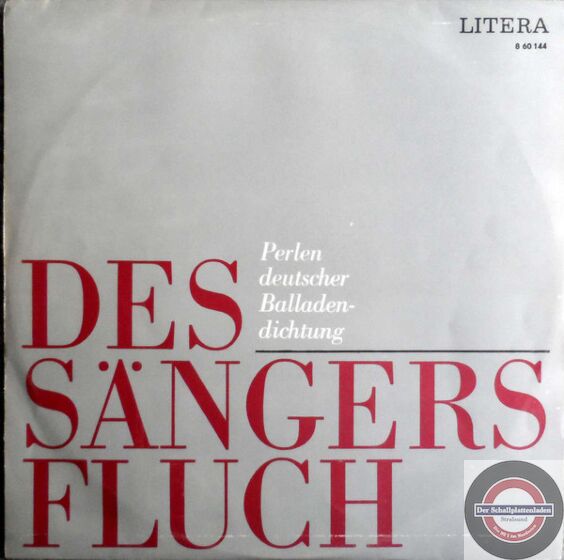 LITERA
8 60 144
Perlen
deutscher
Balladen-
dichtung
DES
SÄNGERS
FLUCH
Der Schallplattenladen
Stralsund